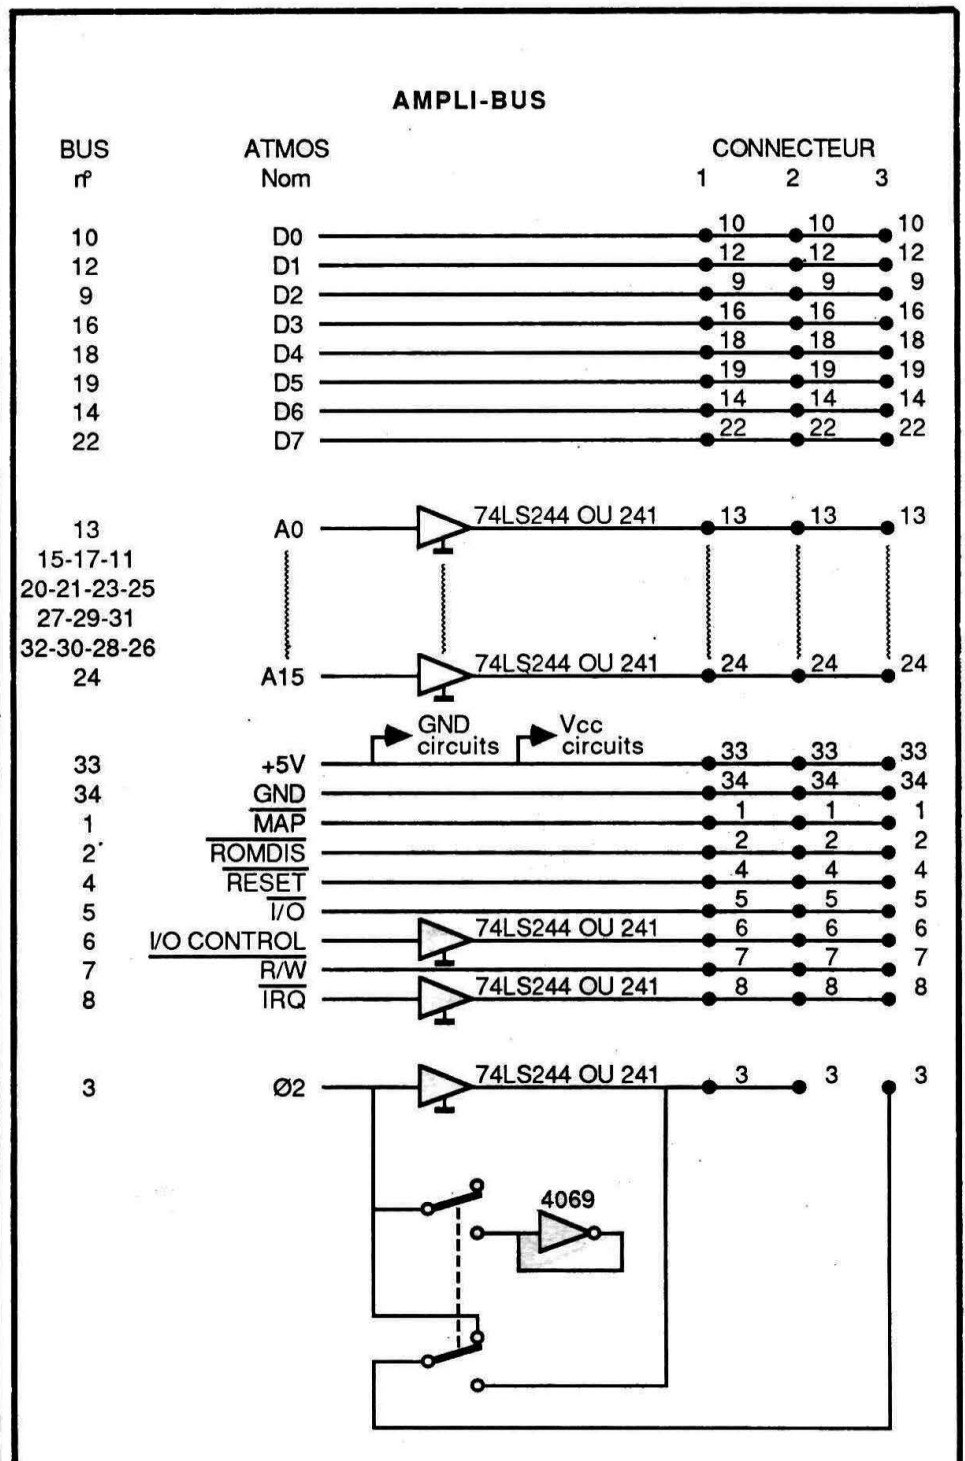 AMPLI-BUS
BUS ATMOS CONNECTEUR
n° Nom 1 2 3
10 D0 10 10 10
12 D1 12 12 12
9 D2 9 9 9
16 D3 16 16 16
18 D4 18 18 18
19 D5 19 19 19
14 D6 14 14 14
22 D7 22 22 22
13 A0 74LS244 OU 241 13 13 13
15-17-11
20-21-23-25
27-29-31
32-30-28-26
24 A15 74LS244 OU 241 24 24 24
GND circuits Vcc circuits
33 +5V 33 33 33
34 GND 34 34 34
1 MAP 1 1 1
2 ROMDIS 2 2 2
4 RESET 4 4 4
5 I/O 5 5 5
6 I/O CONTROL 74LS244 OU 241 6 6 6
7 R/W 7 7 7
8 IRQ 74LS244 OU 241 8 8 8
3 Ø2 74LS244 OU 241 3 3 3
4069